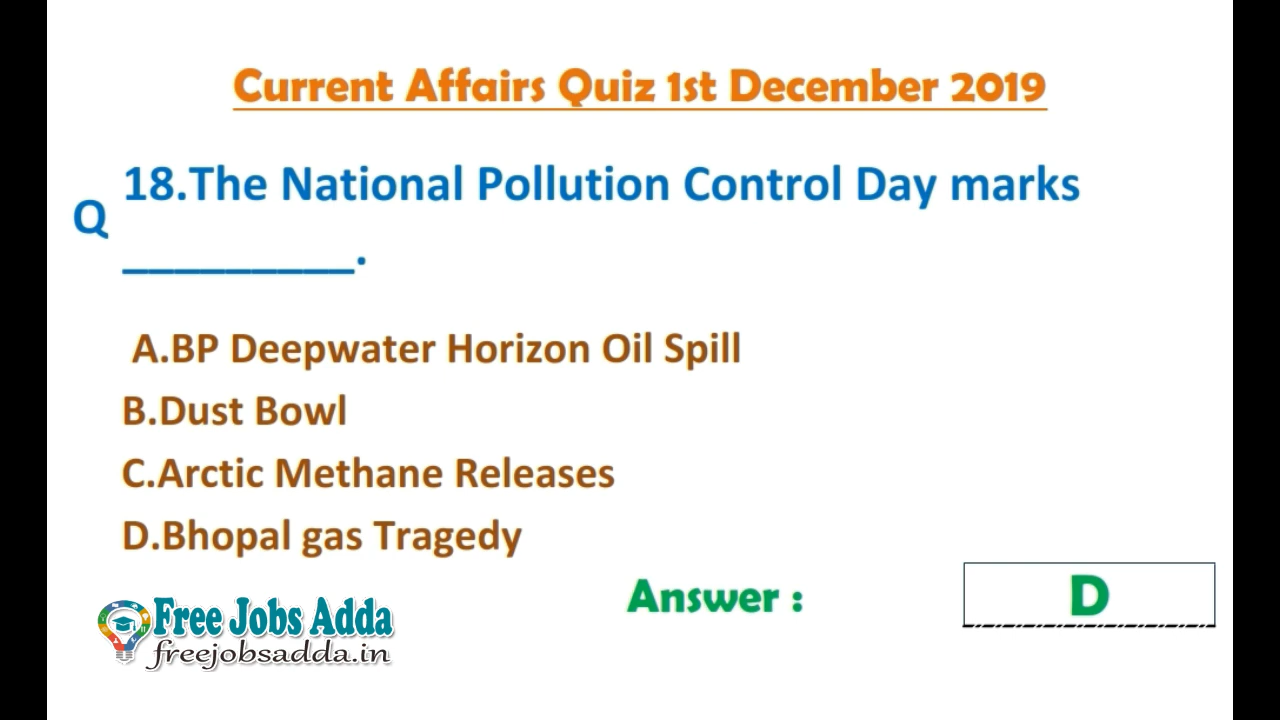 Current Affairs Quiz 1st December 2019
Q 18.The National Pollution Control Day marks
_________.
A.BP Deepwater Horizon Oil Spill
B.Dust Bowl
C.Arctic Methane Releases
D.Bhopal gas Tragedy
Answer : D
Free Jobs Adda
freejobsadda.in